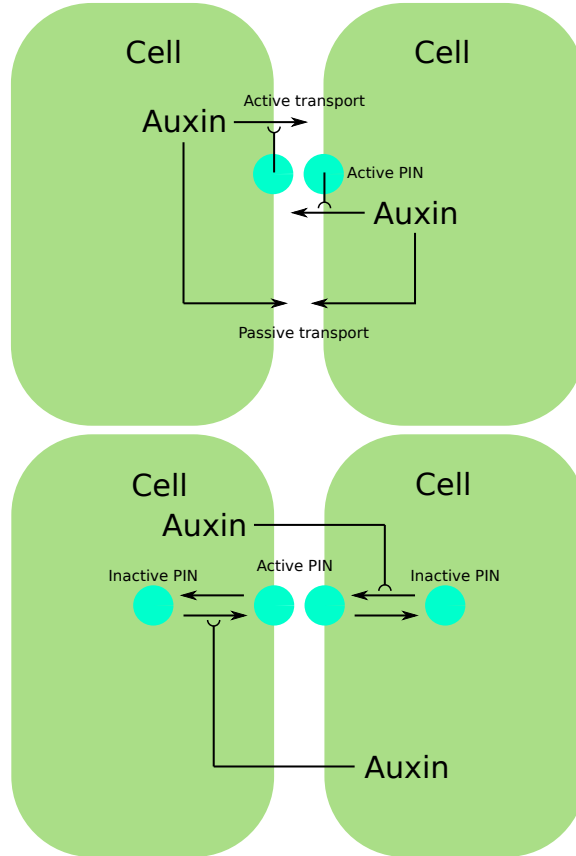 Cell
Cell
Active transport
Auxin
Active PIN
Auxin
Passive transport
Cell
Cell
Auxin
Active PIN
Inactive PIN
Inactive PIN
Auxin